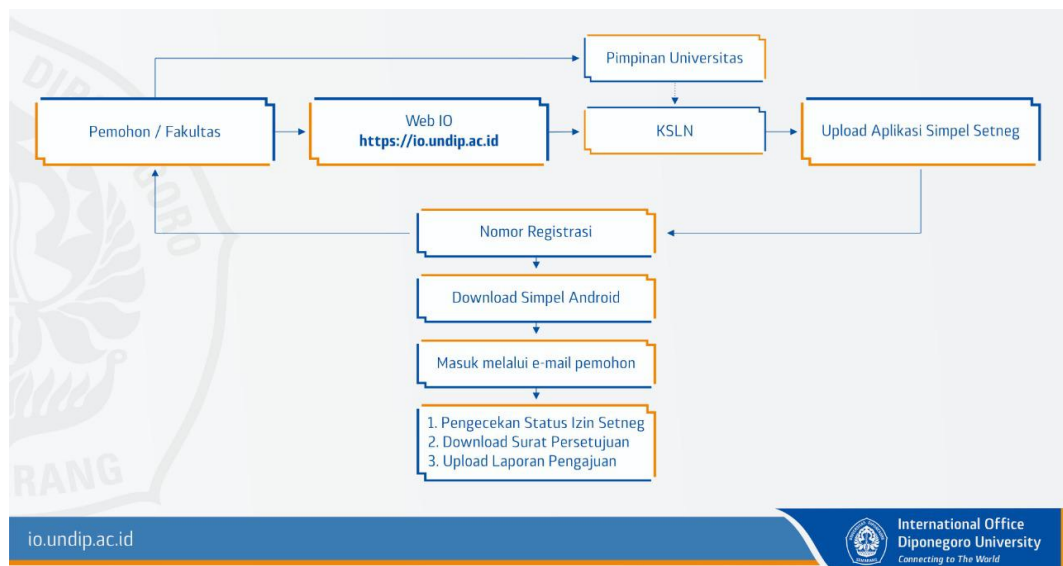 Pimpinan Universitas
Pemohon / Fakultas
Web IO
https://io.undip.ac.id
KSLN
Upload Aplikasi Simpel Setneg
Nomor Registrasi
Download Simpel Android
Masuk melalui e-mail pemohon
1. Pengecekan Status Izin Setneg
2. Download Surat Persetujuan
3. Upload Laporan Pengajuan
io.undip.ac.id
International Office
Diponegoro University
Connecting to The World